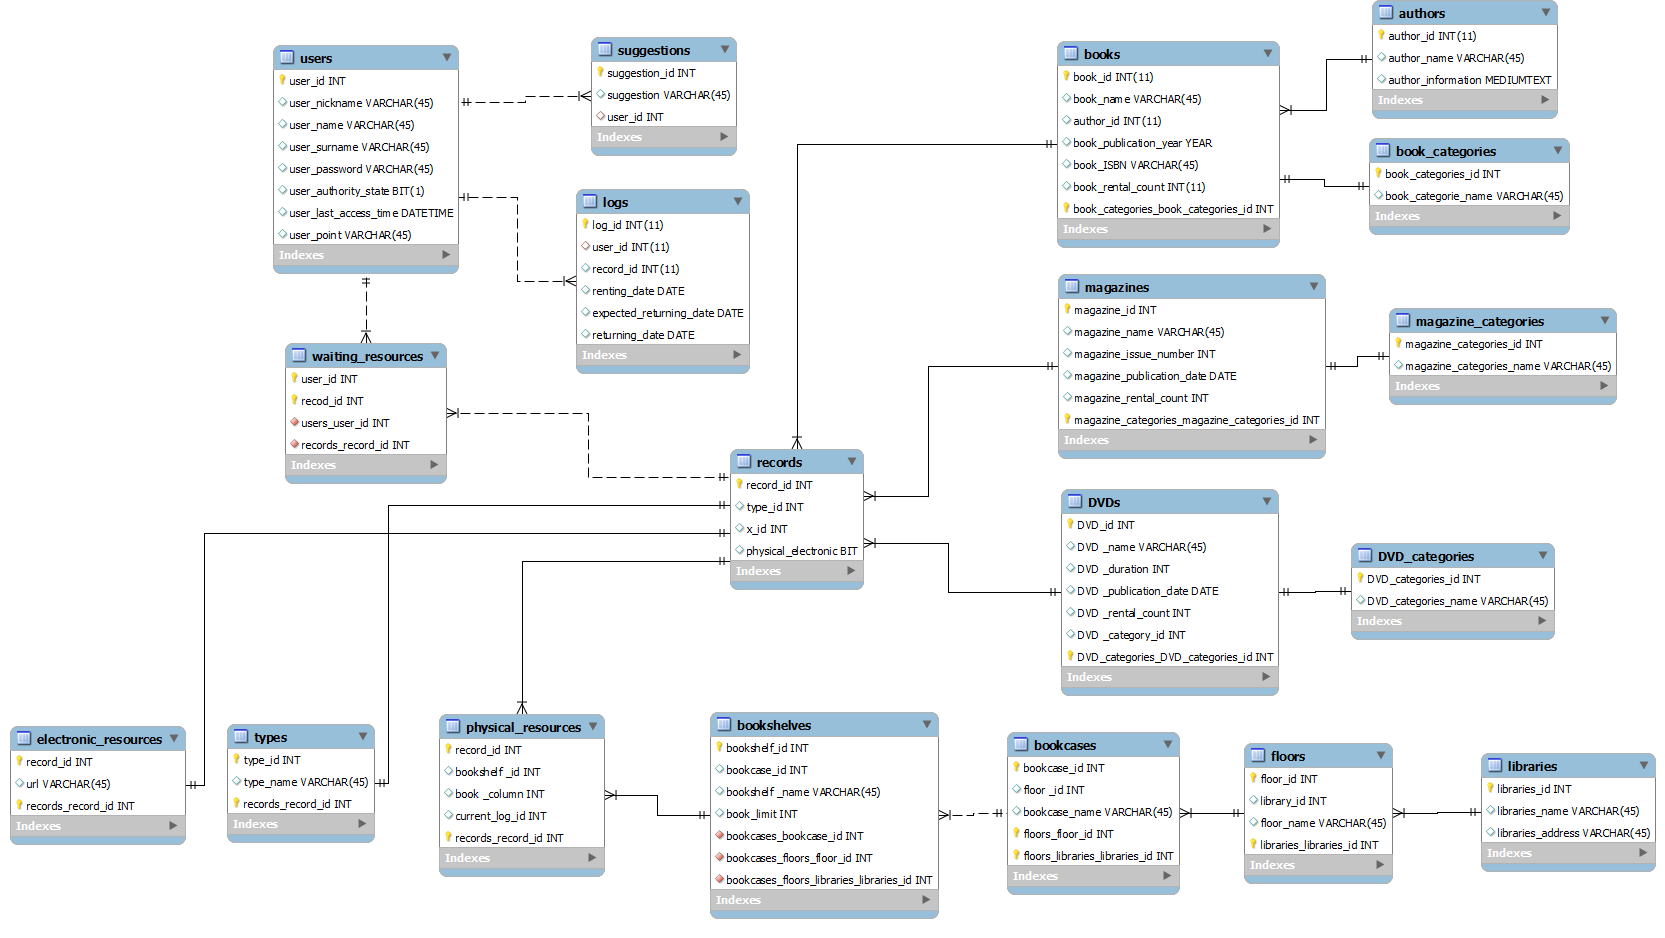 users
user_id INT
user_nickname VARCHAR(45)
user_name VARCHAR(45)
user_surname VARCHAR(45)
user_password VARCHAR(45)
user_authority_state BIT(1)
user_last_access_time DATETIME
user_point VARCHAR(45)
Indexes
suggestions
suggestion_id INT
suggestion VARCHAR(45)
user_id INT
Indexes
logs
log_id INT(11)
user_id INT(11)
record_id INT(11)
renting_date DATE
expected_returning_date DATE
returning_date DATE
Indexes
waiting_resources
user_id INT
recod_id INT
users_user_id INT
records_record_id INT
Indexes
books
book_id INT(11)
book_name VARCHAR(45)
author_id INT(11)
book_publication_year YEAR
book_ISBN VARCHAR(45)
book_rental_count INT(11)
book_categories_book_categories_id INT
Indexes
authors
author_id INT(11)
author_name VARCHAR(45)
author_information MEDIUMTEXT
Indexes
book_categories
book_categories_id INT
book_categorie_name VARCHAR(45)
Indexes
magazines
magazine_id INT
magazine_name VARCHAR(45)
magazine_issue_number INT
magazine_publication_date DATE
magazine_rental_count INT
magazine_categories_magazine_categories_id INT
Indexes
magazine_categories
magazine_categories_id INT
magazine_categories_name VARCHAR(45)
Indexes
records
record_id INT
type_id INT
x_id INT
physical_electronic BIT
Indexes
DVDs
DVD_id INT
DVD _name VARCHAR(45)
DVD _duration INT
DVD _publication_date DATE
DVD _rental_count INT
DVD _category_id INT
DVD_categories_DVD_categories_id INT
Indexes
DVD_categories
DVD_categories_id INT
DVD_categories_name VARCHAR(45)
Indexes
electronic_resources
record_id INT
url VARCHAR(45)
records_record_id INT
Indexes
types
type_id INT
type_name VARCHAR(45)
records_record_id INT
Indexes
physical_resources
record_id INT
bookshelf _id INT
book _column INT
current_log_id INT
records_record_id INT
Indexes
bookshelves
bookshelf_id INT
bookcase_id INT
bookshelf _name VARCHAR(45)
book_limit INT
bookcases_bookcase_id INT
bookcases_floors_floor_id INT
bookcases_floors_libraries_libraries_id INT
Indexes
bookcases
bookcase_id INT
floor _id INT
bookcase_name VARCHAR(45)
floors_floor_id INT
floors_libraries_libraries_id INT
Indexes
floors
floor_id INT
library_id INT
floor_name VARCHAR(45)
libraries_libraries_id INT
Indexes
libraries
libraries_id INT
libraries_name VARCHAR(45)
libraries_address VARCHAR(45)
Indexes